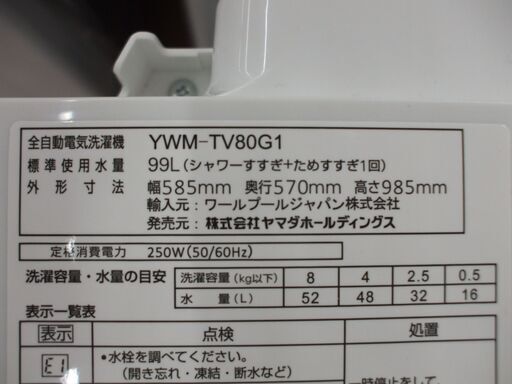 全自動電気洗濯機 YWM-TV80G1
標準使用水量 99L(シャワーすすぎ+ためすすぎ1回)
外形寸法 幅585mm 奥行570mm 高さ985mm
輸入元:ワールプールジャパン株式会社
発売元:株式会社ヤマダホールディングス
定格消費電力 250W(50/60Hz)
洗濯容量・水量の目安 洗濯容量(kg以下) 8 4 2.5 0.5
水量(L) 52 48 32 16
表示一覧表
表示 点検 処置
E1 •水栓を調べてください。
(開き忘れ・凍結・断水など)
一時停止をして